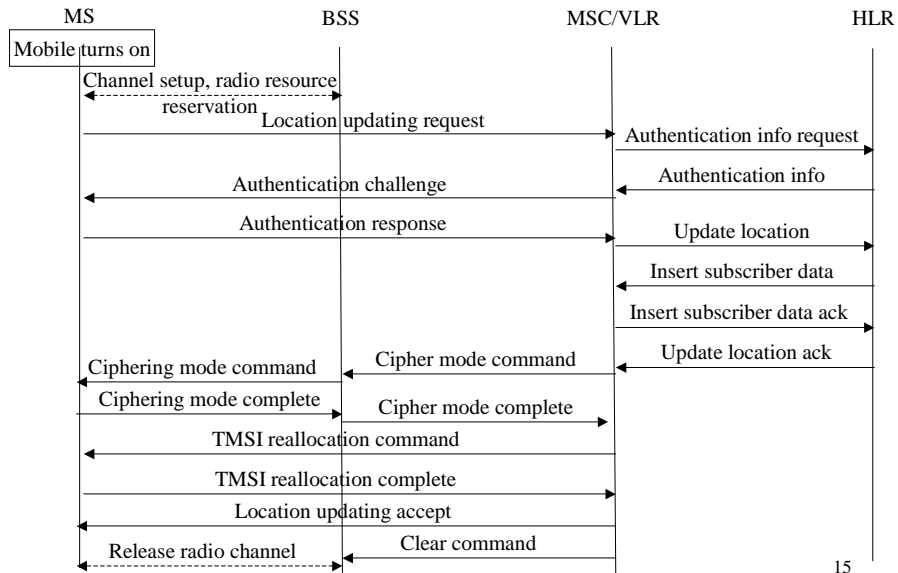 MS BSS MSC/VLR HLR
Mobile turns on
Channel setup, radio resource
reservation
Location updating request
Authentication info request
Authentication info
Authentication challenge
Authentication response
Update location
Insert subscriber data
Insert subscriber data ack
Update location ack
Cipher mode command
Ciphering mode command
Ciphering mode complete
Cipher mode complete
TMSI reallocation command
TMSI reallocation complete
Location updating accept
Clear command
Release radio channel
15